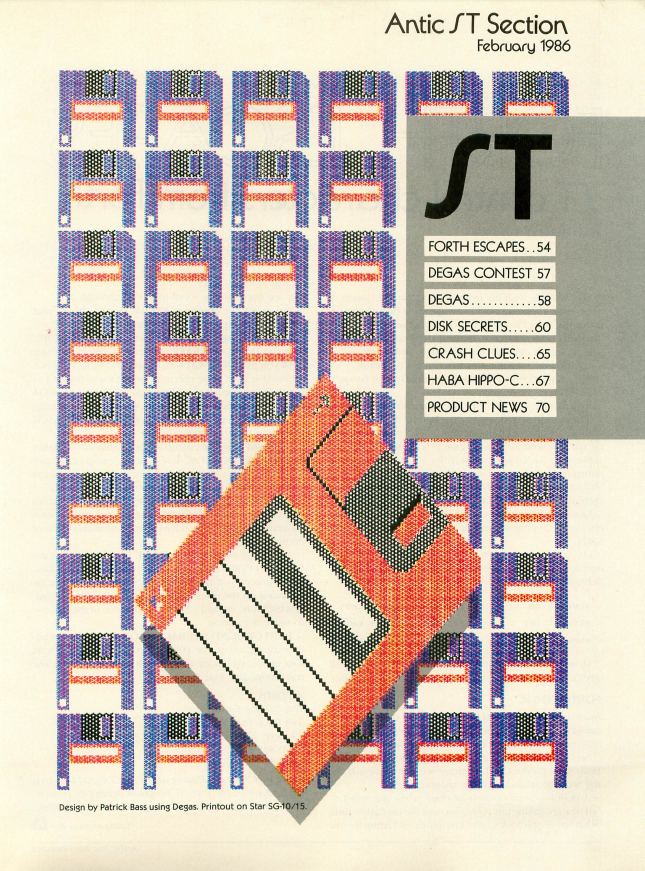 Antic ST Section
February 1986
ST
FORTH ESCAPES..54
DEGAS CONTEST 57
DEGAS............58
DISK SECRETS.....60
CRASH CLUES....65
HABA HIPPO-C...67
PRODUCT NEWS 70
Design by Patrick Bass using Degas. Printout on Star SG-10/15.